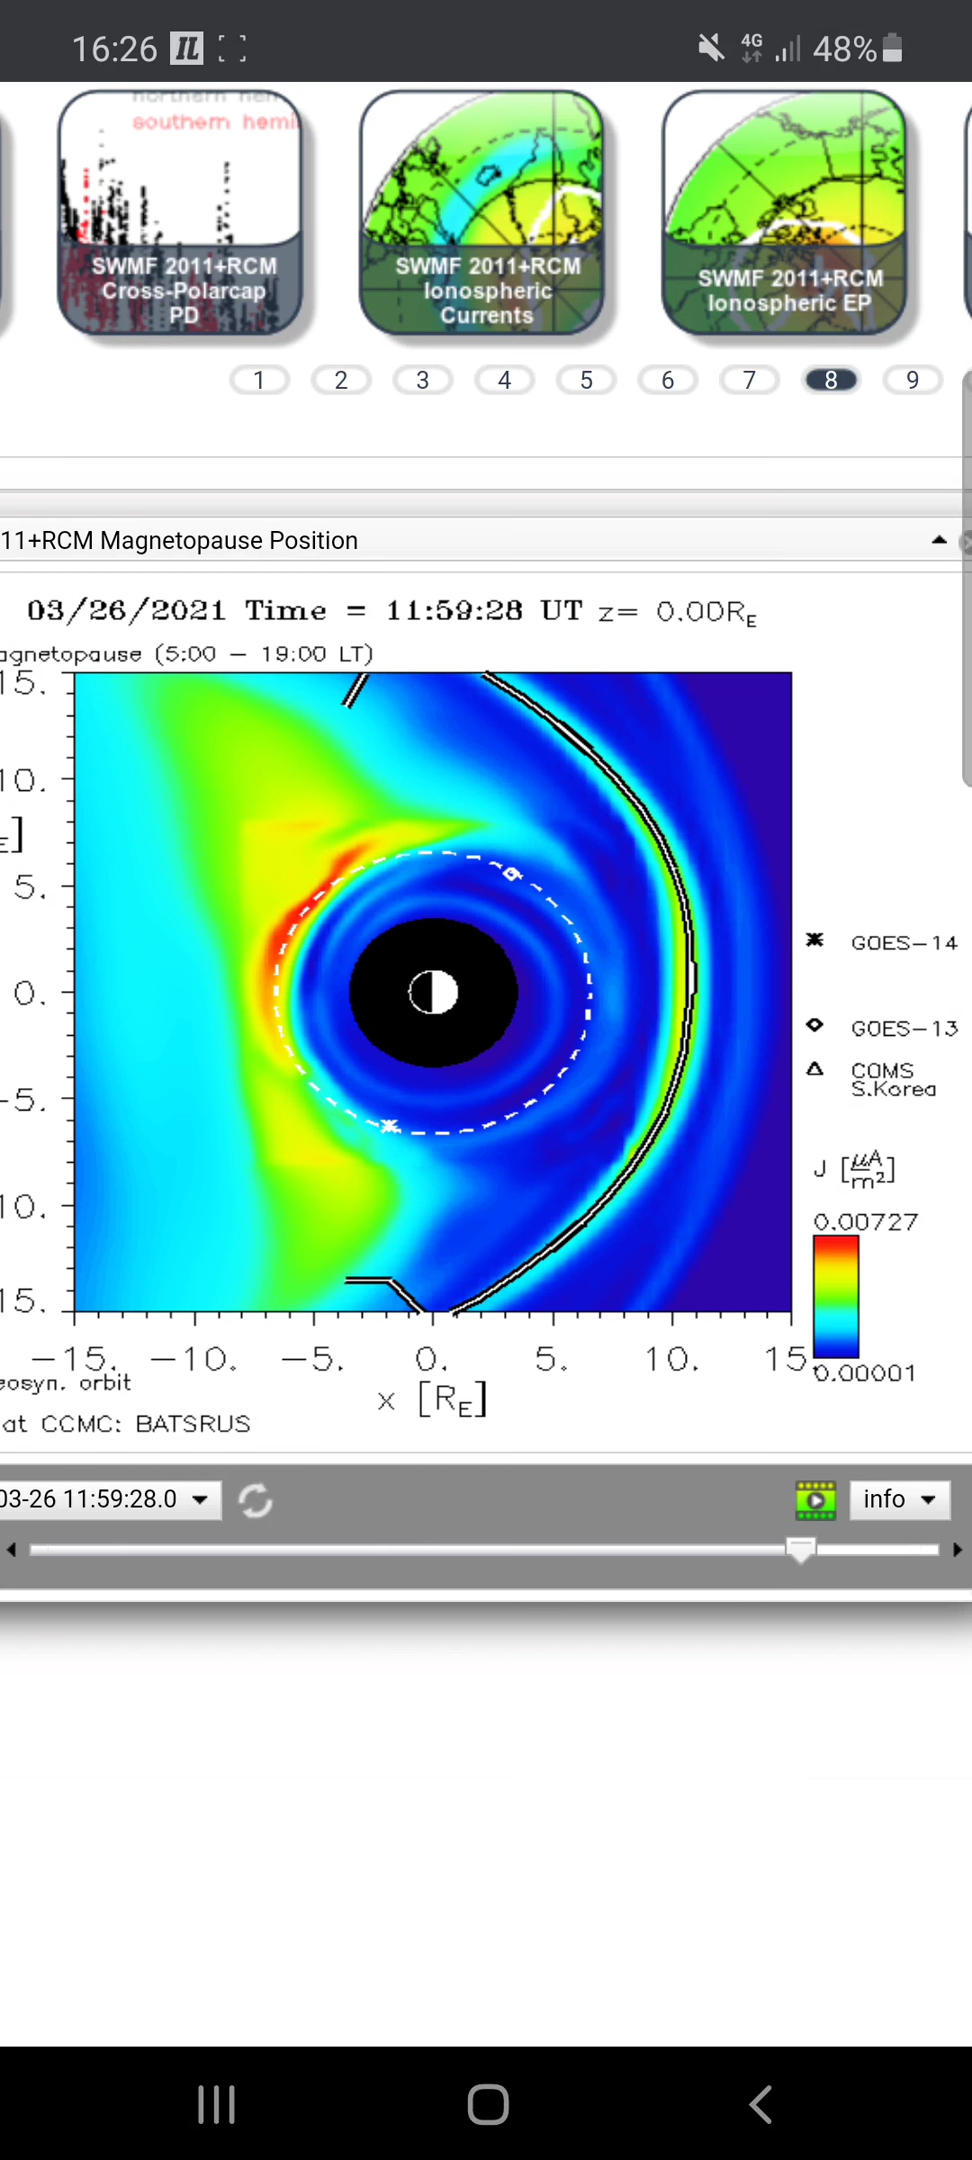 16:26 IL 4G 48%
northern hem
southern hemi
SWMF 2011+RCM
Cross-Polarcap
PD
SWMF 2011+RCM
Ionospheric
Currents
SWMF 2011+RCM
Ionospheric EP
1 2 3 4 5 6 7 8 9
11+RCM Magnetopause Position
03/26/2021 Time = 11:59:28 UT z= 0.00RE
agnetopause (5:00 – 19:00 LT)
15.
10.
E]
5.
0.
-5.
10.
15.
GOES-14
GOES-13
COMS
S.Korea
J [μA/m2]
0.00727
0.00001
-15. -10. -5. 0. 5. 10. 15.
eosyn. orbit
x [RE]
at CCMC: BATSRUS
03-26 11:59:28.0
info